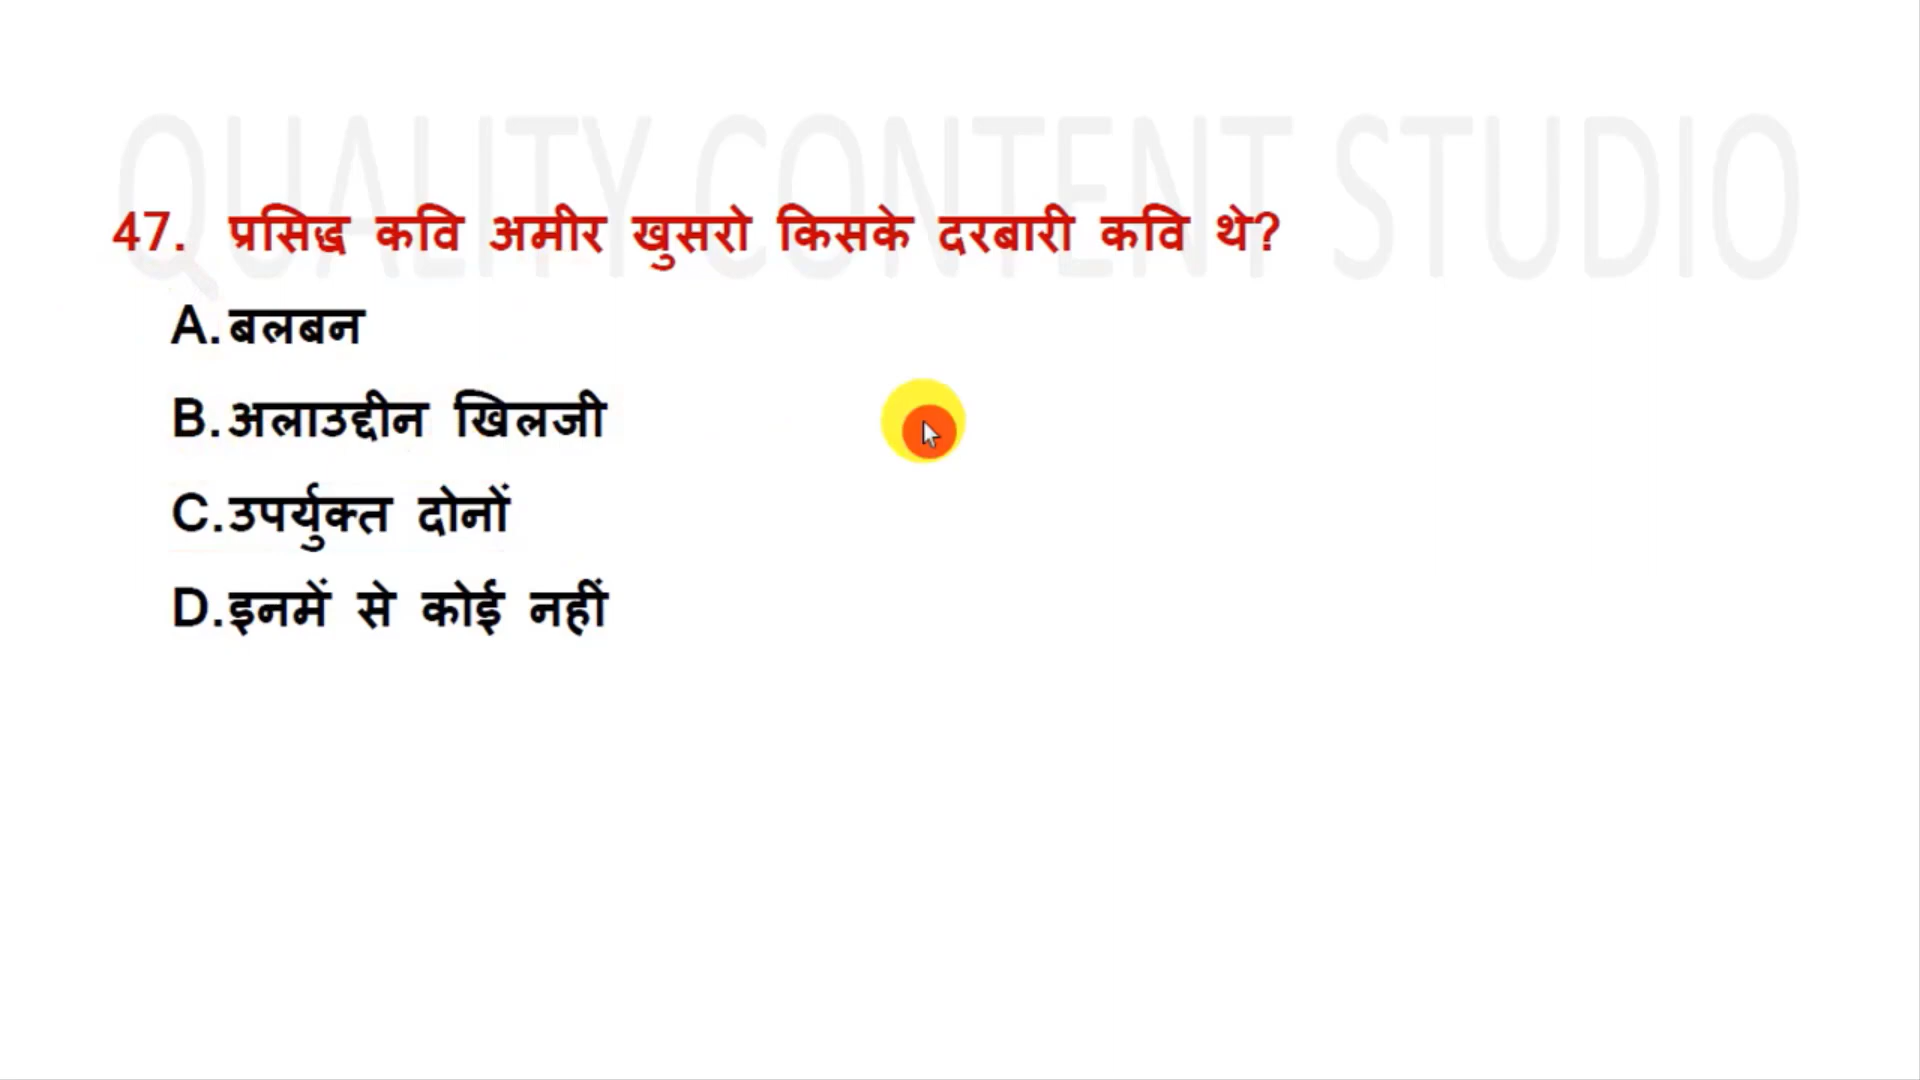 QUALITY CONTENT STUDIO
47. प्रसिद्ध कवि अमीर खुसरो किसके दरबारी कवि थे?
A. बलबन
B. अलाउद्दीन खिलजी
C. उपर्युक्त दोनों
D. इनमें से कोई नहीं